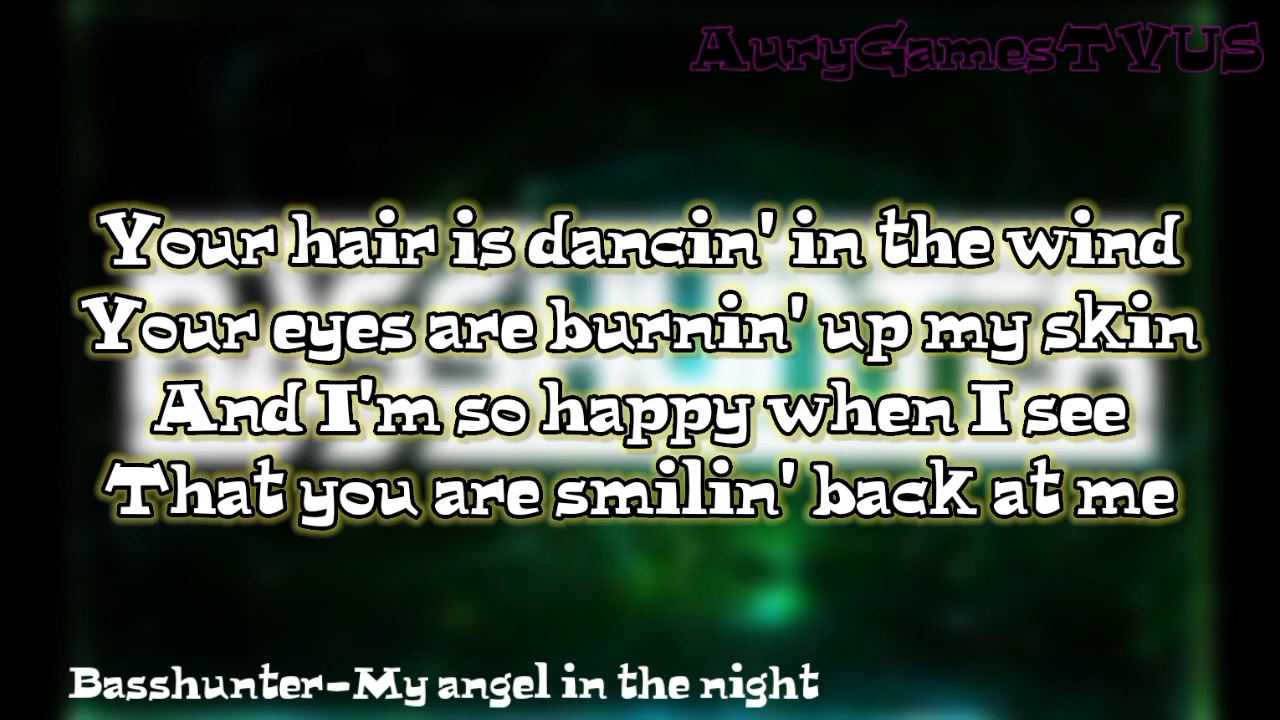 AuryGamesTVUS
Your hair is dancin' in the wind
Your eyes are burnin' up my skin
And I'm so happy when I see
That you are smilin' back at me
Basshunter-My angel in the night